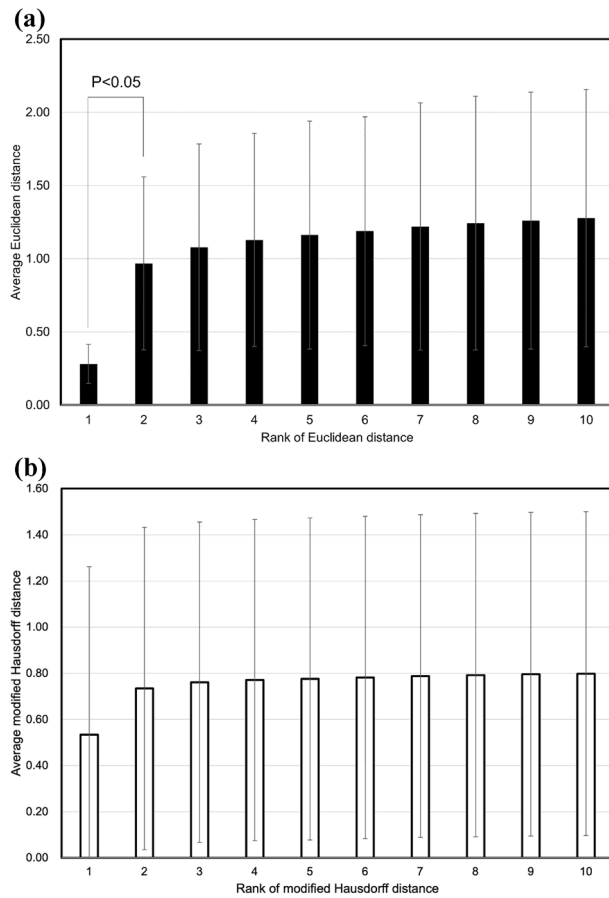 (a)
2.50
2.00
1.50
1.00
0.50
0.00
Average Euclidean distance
P<0.05
1 2 3 4 5 6 7 8 9 10
Rank of Euclidean distance
(b)
1.60
1.40
1.20
1.00
0.80
0.60
0.40
0.20
0.00
Average modified Hausdorff distance
1 2 3 4 5 6 7 8 9 10
Rank of modified Hausdorff distance